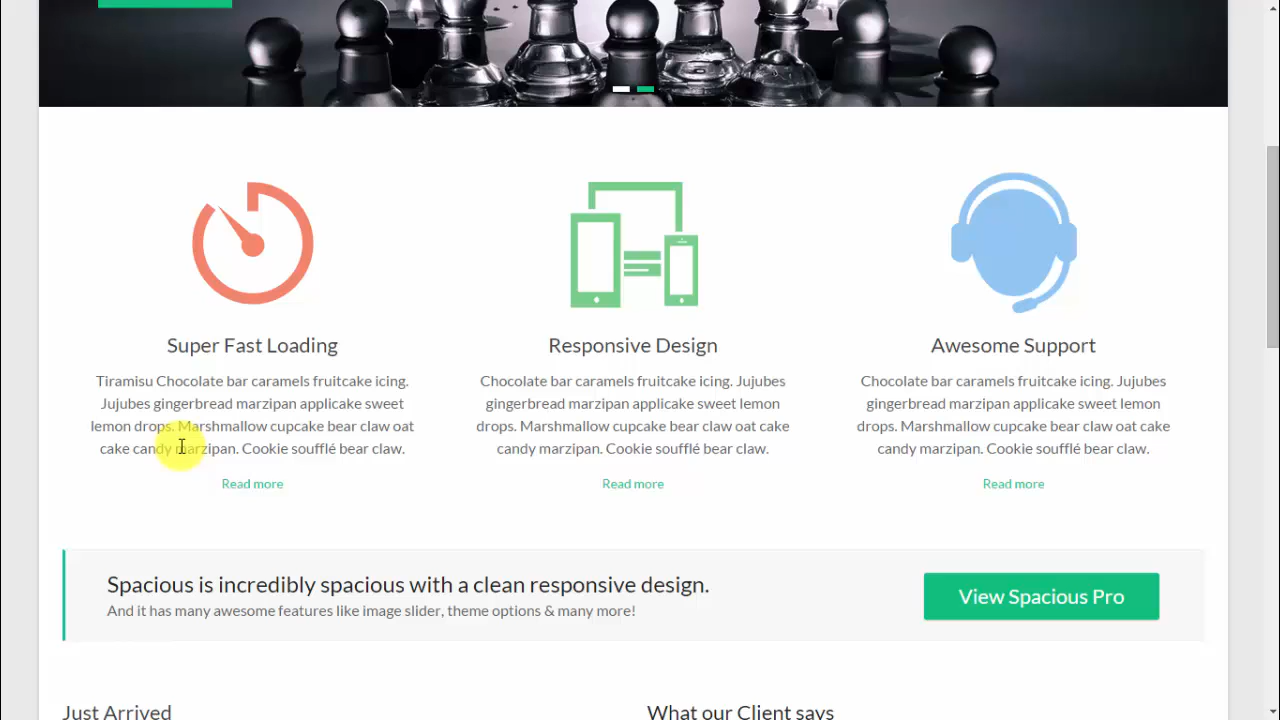 Super Fast Loading
Tiramisu Chocolate bar caramels fruitcake icing.
Jujubes gingerbread marzipan applicake sweet
lemon drops. Marshmallow cupcake bear claw oat
cake candy marzipan. Cookie soufflé bear claw.
Read more
Responsive Design
Chocolate bar caramels fruitcake icing. Jujubes
gingerbread marzipan applicake sweet lemon
drops. Marshmallow cupcake bear claw oat cake
candy marzipan. Cookie soufflé bear claw.
Read more
Awesome Support
Chocolate bar caramels fruitcake icing. Jujubes
gingerbread marzipan applicake sweet lemon
drops. Marshmallow cupcake bear claw oat cake
candy marzipan. Cookie soufflé bear claw.
Read more
Spacious is incredibly spacious with a clean responsive design.
And it has many awesome features like image slider, theme options & many more!
View Spacious Pro
Just Arrived
What our Client says